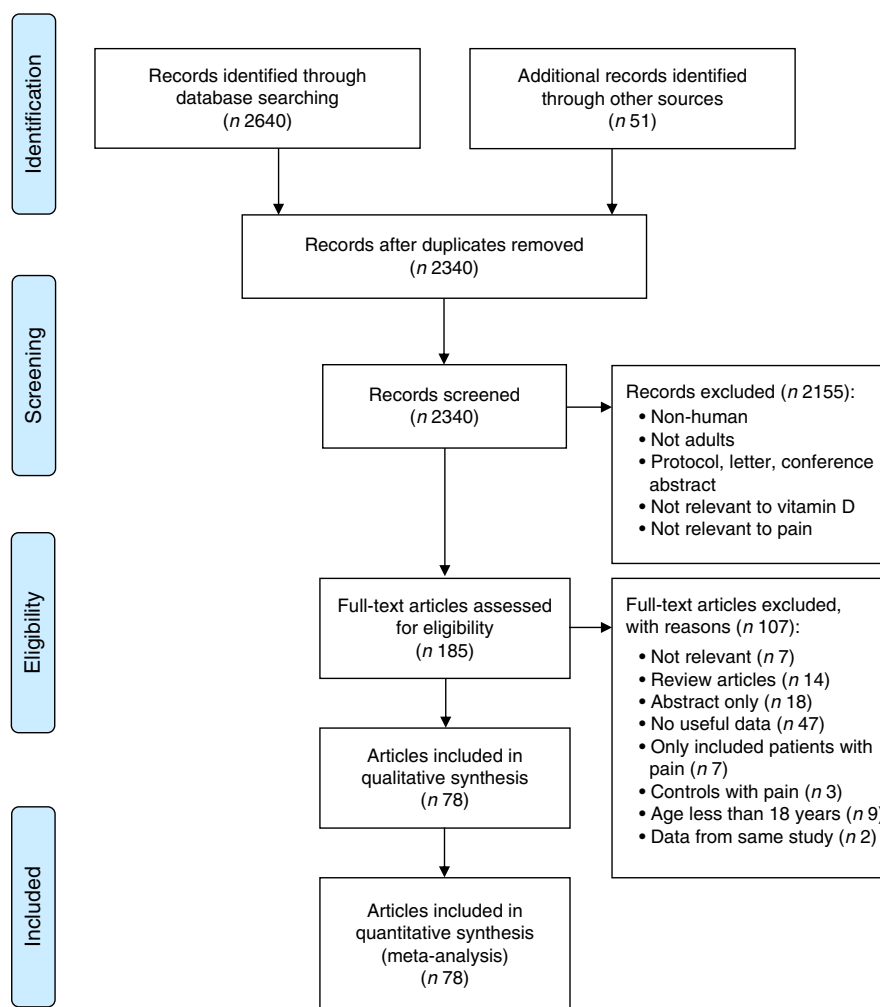 Identification
Records identified through
database searching
(n 2640)
Additional records identified
through other sources
(n 51)
Records after duplicates removed
(n 2340)
Screening
Records screened
(n 2340)
Records excluded (n 2155):
• Non-human
• Not adults
• Protocol, letter, conference
abstract
• Not relevant to vitamin D
• Not relevant to pain
Eligibility
Full-text articles assessed
for eligibility
(n 185)
Full-text articles excluded,
with reasons (n 107):
• Not relevant (n 7)
• Review articles (n 14)
• Abstract only (n 18)
• No useful data (n 47)
• Only included patients with
pain (n 7)
• Controls with pain (n 3)
• Age less than 18 years (n 9)
• Data from same study (n 2)
Articles included in
qualitative synthesis
(n 78)
Included
Articles included in
quantitative synthesis
(meta-analysis)
(n 78)